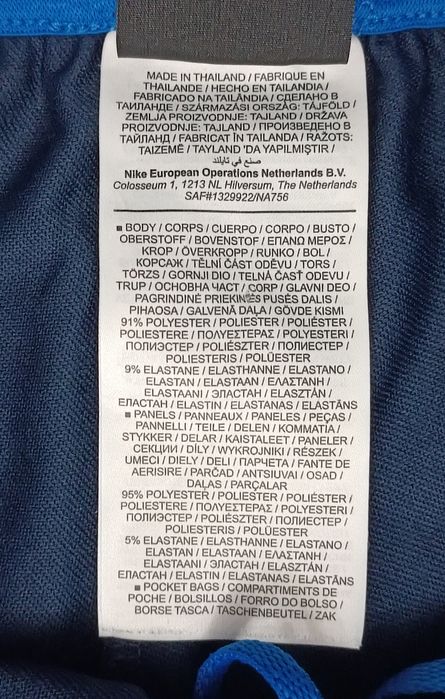 MADE IN THAILAND / FABRIQUE EN
THAILANDE / HECHO EN TAILANDIA /
FABRICADO NA TAILÂNDIA / СДЕЛАНО В
ТАИЛАНДЕ / SZÁRMAZÁSI ORSZÁG: TÁJFÖLD /
ZEMLJA PROIZVODNJE: TAJLAND / DRŽAVA
PROIZVODNJE: TAJLAND / ПРОИЗВЕДЕНО В
ТАЙЛАНД / FABRICAT ÎN TAILANDA / RAŽOTS:
TAIZEMĒ / TAYLAND 'DA YAPILMIŞTIR /
صنع في تايلند
Nike European Operations Netherlands B.V.
Colosseum 1, 1213 NL Hilversum, The Netherlands
SAF#1329922/NA756
■ BODY / CORPS / CUERPO / CORPO / BUSTO /
OBERSTOFF / BOVENSTOF / ΕΠΑΝΩ ΜΕΡΟΣ /
KROP / ÖVERKROPP / RUNKO / BOL /
КОРСАЖ / TĚLNÍ ČÁST ODĚVU / TORS /
TÖRZS / GORNJI DIO / TELNÁ ČASŤ ODEVU /
TRUP / ОСНОВНА ЧАСТ / CORP / GLAVNI DEO /
PAGRINDINĖ PRIEKINĖS PUSĖS DALIS /
PIHAOSA / GALVENĀ DAĻA / GÖVDE KISMI
91% POLYESTER / POLIESTER / POLIÉSTER /
POLIESTERE / ΠΟΛΥΕΣΤΕΡΑΣ / POLYESTERI /
ПОЛИЭСТЕР / POLIÉSZTER / ПОЛИЕСТЕР /
POLIESTERIS / POLÜESTER
9% ELASTANE / ELASTHANNE / ELASTANO /
ELASTAN / ELASTAAN / ΕΛΑΣΤΑΝΗ /
ELASTAANI / ЭЛАСТАН / ELASZTÁN /
ЕЛАСТАН / ELASTIN / ELASTANAS / ELASTĀNS
■ PANELS / PANNEAUX / PANELES / PEÇAS /
PANNELLI / TEILE / DELEN / ΚΟΜΜΑΤΙΑ /
STYKKER / DELAR / KAISTALEET / PANELER /
СЕКЦИИ / DÍLY / WYKROJNIKI / RÉSZEK /
UMECI / DIELY / DELI / ПАРЧЕТА / FANTE DE
AERISIRE / PARČAD / ANTSIUVAI / OSAD /
DAĻAS / PARÇALAR
95% POLYESTER / POLIESTER / POLIÉSTER /
POLIESTERE / ΠΟΛΥΕΣΤΕΡΑΣ / POLYESTERI /
ПОЛИЭСТЕР / POLIÉSZTER / ПОЛИЕСТЕР /
POLIESTERIS / POLÜESTER
5% ELASTANE / ELASTHANNE / ELASTANO /
ELASTAN / ELASTAAN / ΕΛΑΣΤΑΝΗ /
ELASTAANI / ЭЛАСТАН / ELASZTÁN /
ЕЛАСТАН / ELASTIN / ELASTANAS / ELASTĀNS
■ POCKET BAGS / COMPARTIMENTS DE
POCHE / BOLSILLOS / FORRO DO BOLSO /
BORSE TASCA / TASCHENBEUTEL / ZAK